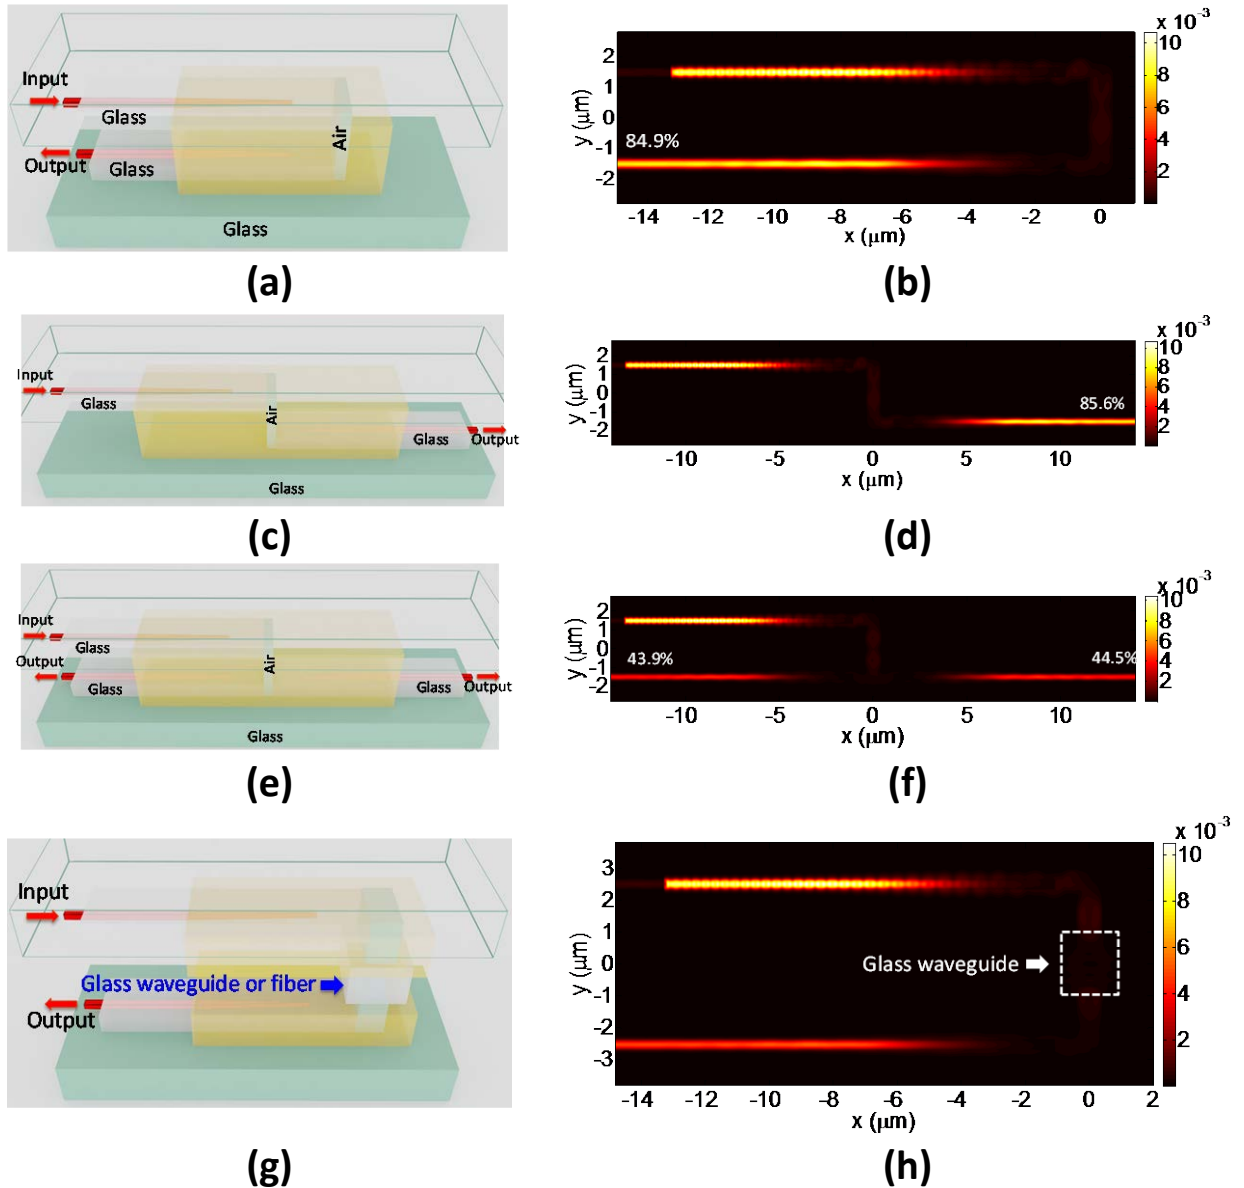 Input
Glass
Air
Output
Glass
Glass
(a)
x 10⁻³
10
8
6
4
2
y (μm)
2
1
0
-1
-2
84.9%
-14 -12 -10 -8 -6 -4 -2 0
x (μm)
(b)
Input
Glass
Air
Glass
Output
Glass
(c)
x 10⁻³
10
8
6
4
2
y (μm)
2
1
0
-1
-2
85.6%
-10 -5 0 5 10
x (μm)
(d)
Input
Glass
Output
Air
Glass
Glass
Output
Glass
(e)
x 10⁻³
10
8
6
4
2
y (μm)
2
1
0
-1
-2
43.9%
44.5%
-10 -5 0 5 10
x (μm)
(f)
Input
Glass waveguide or fiber
Output
(g)
x 10⁻³
10
8
6
4
2
y (μm)
3
2
1
0
-1
-2
-3
Glass waveguide
-14 -12 -10 -8 -6 -4 -2 0 2
x (μm)
(h)